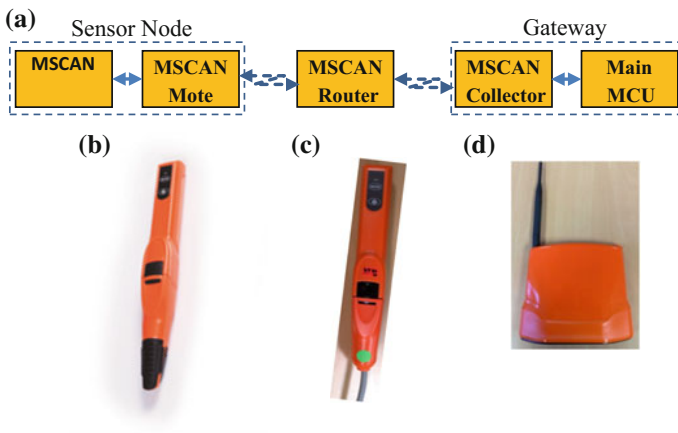 (a)
Sensor Node
Gateway
MSCAN
MSCAN
Mote
MSCAN
Router
MSCAN
Collector
Main
MCU
(b)
(c)
(d)